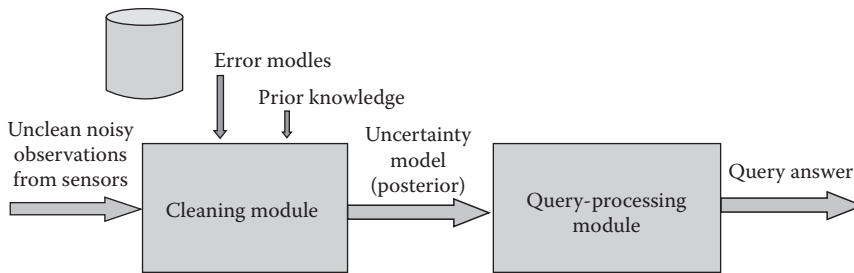 Error modles
Prior knowledge
Unclean noisy
observations
from sensors
Cleaning module
Uncertainty
model
(posterior)
Query-processing
module
Query answer